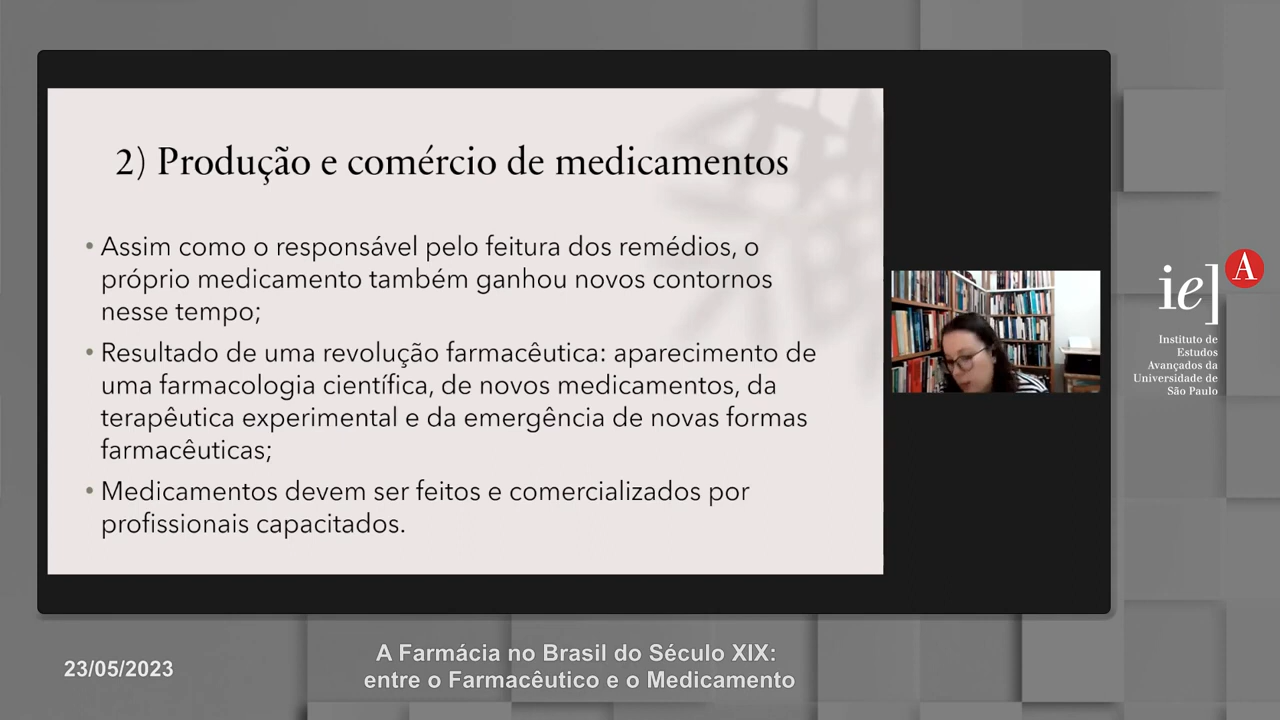 2) Produção e comércio de medicamentos
• Assim como o responsável pelo feitura dos remédios, o
próprio medicamento também ganhou novos contornos
nesse tempo;
• Resultado de uma revolução farmacêutica: aparecimento de
uma farmacologia científica, de novos medicamentos, da
terapêutica experimental e da emergência de novas formas
farmacêuticas;
• Medicamentos devem ser feitos e comercializados por
profissionais capacitados.
ie] A
Instituto de
Estudos
Avançados da
Universidade de
São Paulo
23/05/2023
A Farmácia no Brasil do Século XIX:
entre o Farmacêutico e o Medicamento